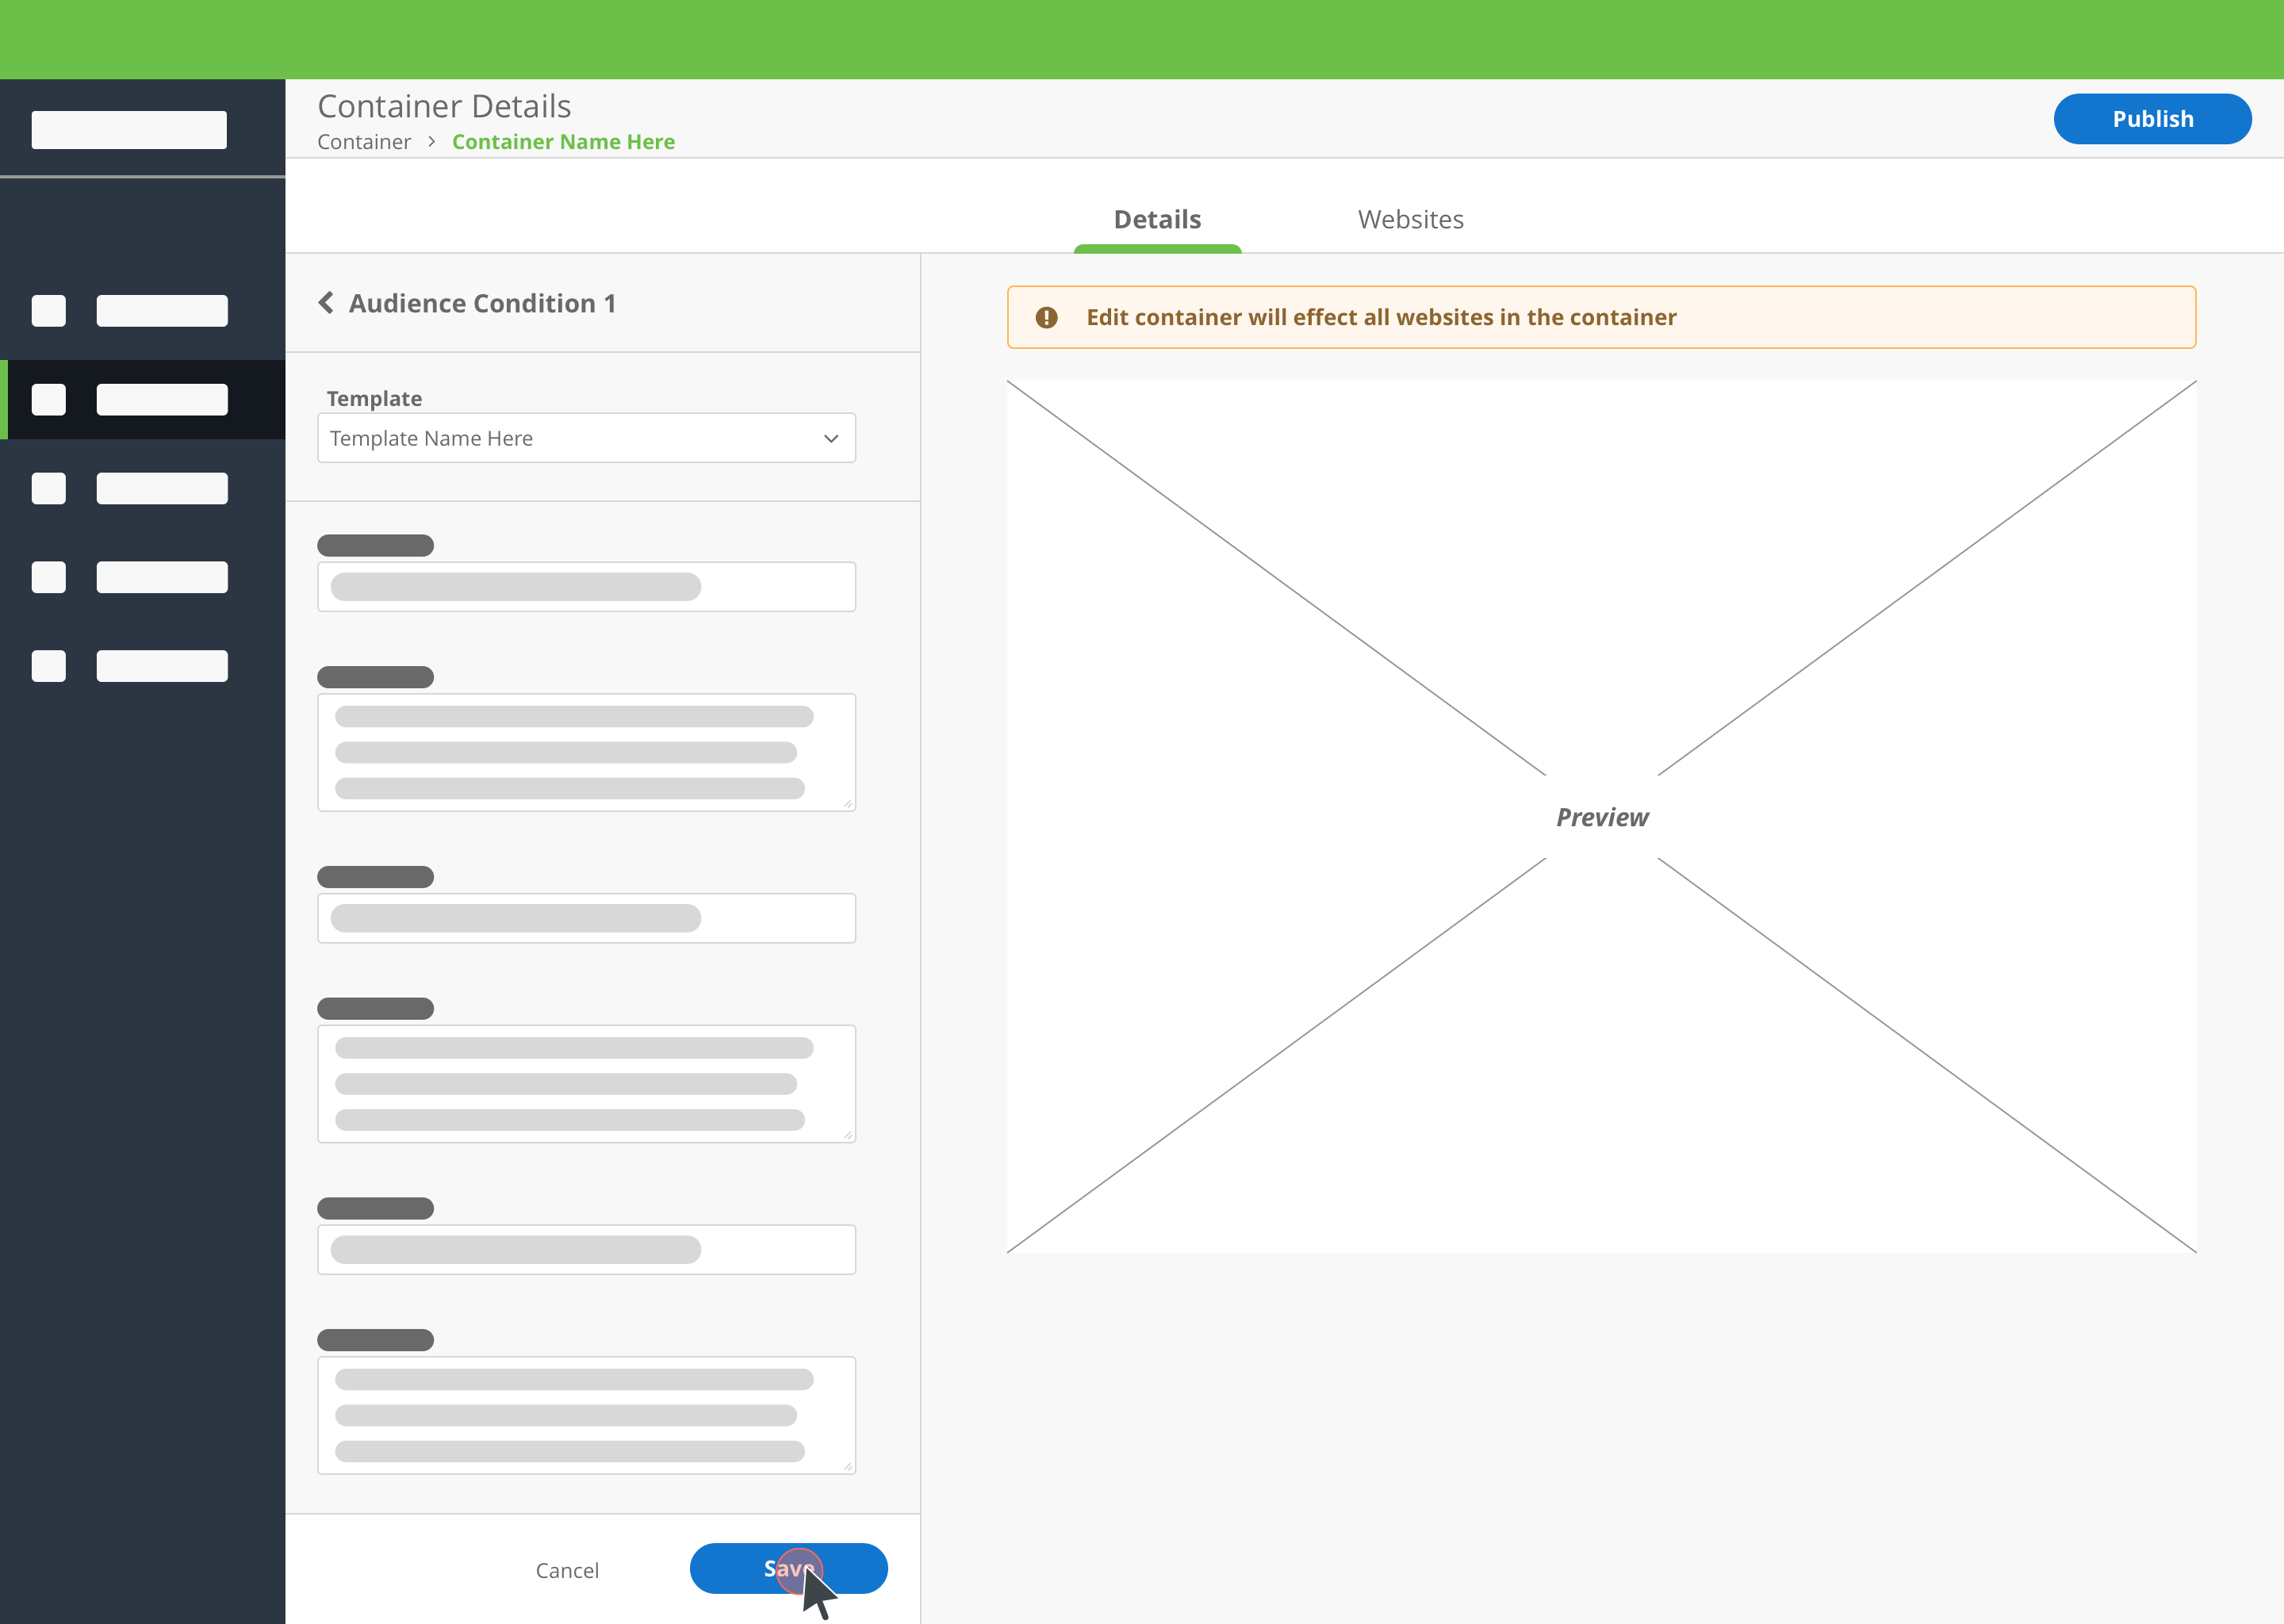 Container Details
Container > Container Name Here
Publish
Details
Websites
Audience Condition 1
Template
Template Name Here
Edit container will effect all websites in the container
Preview
Cancel
Save